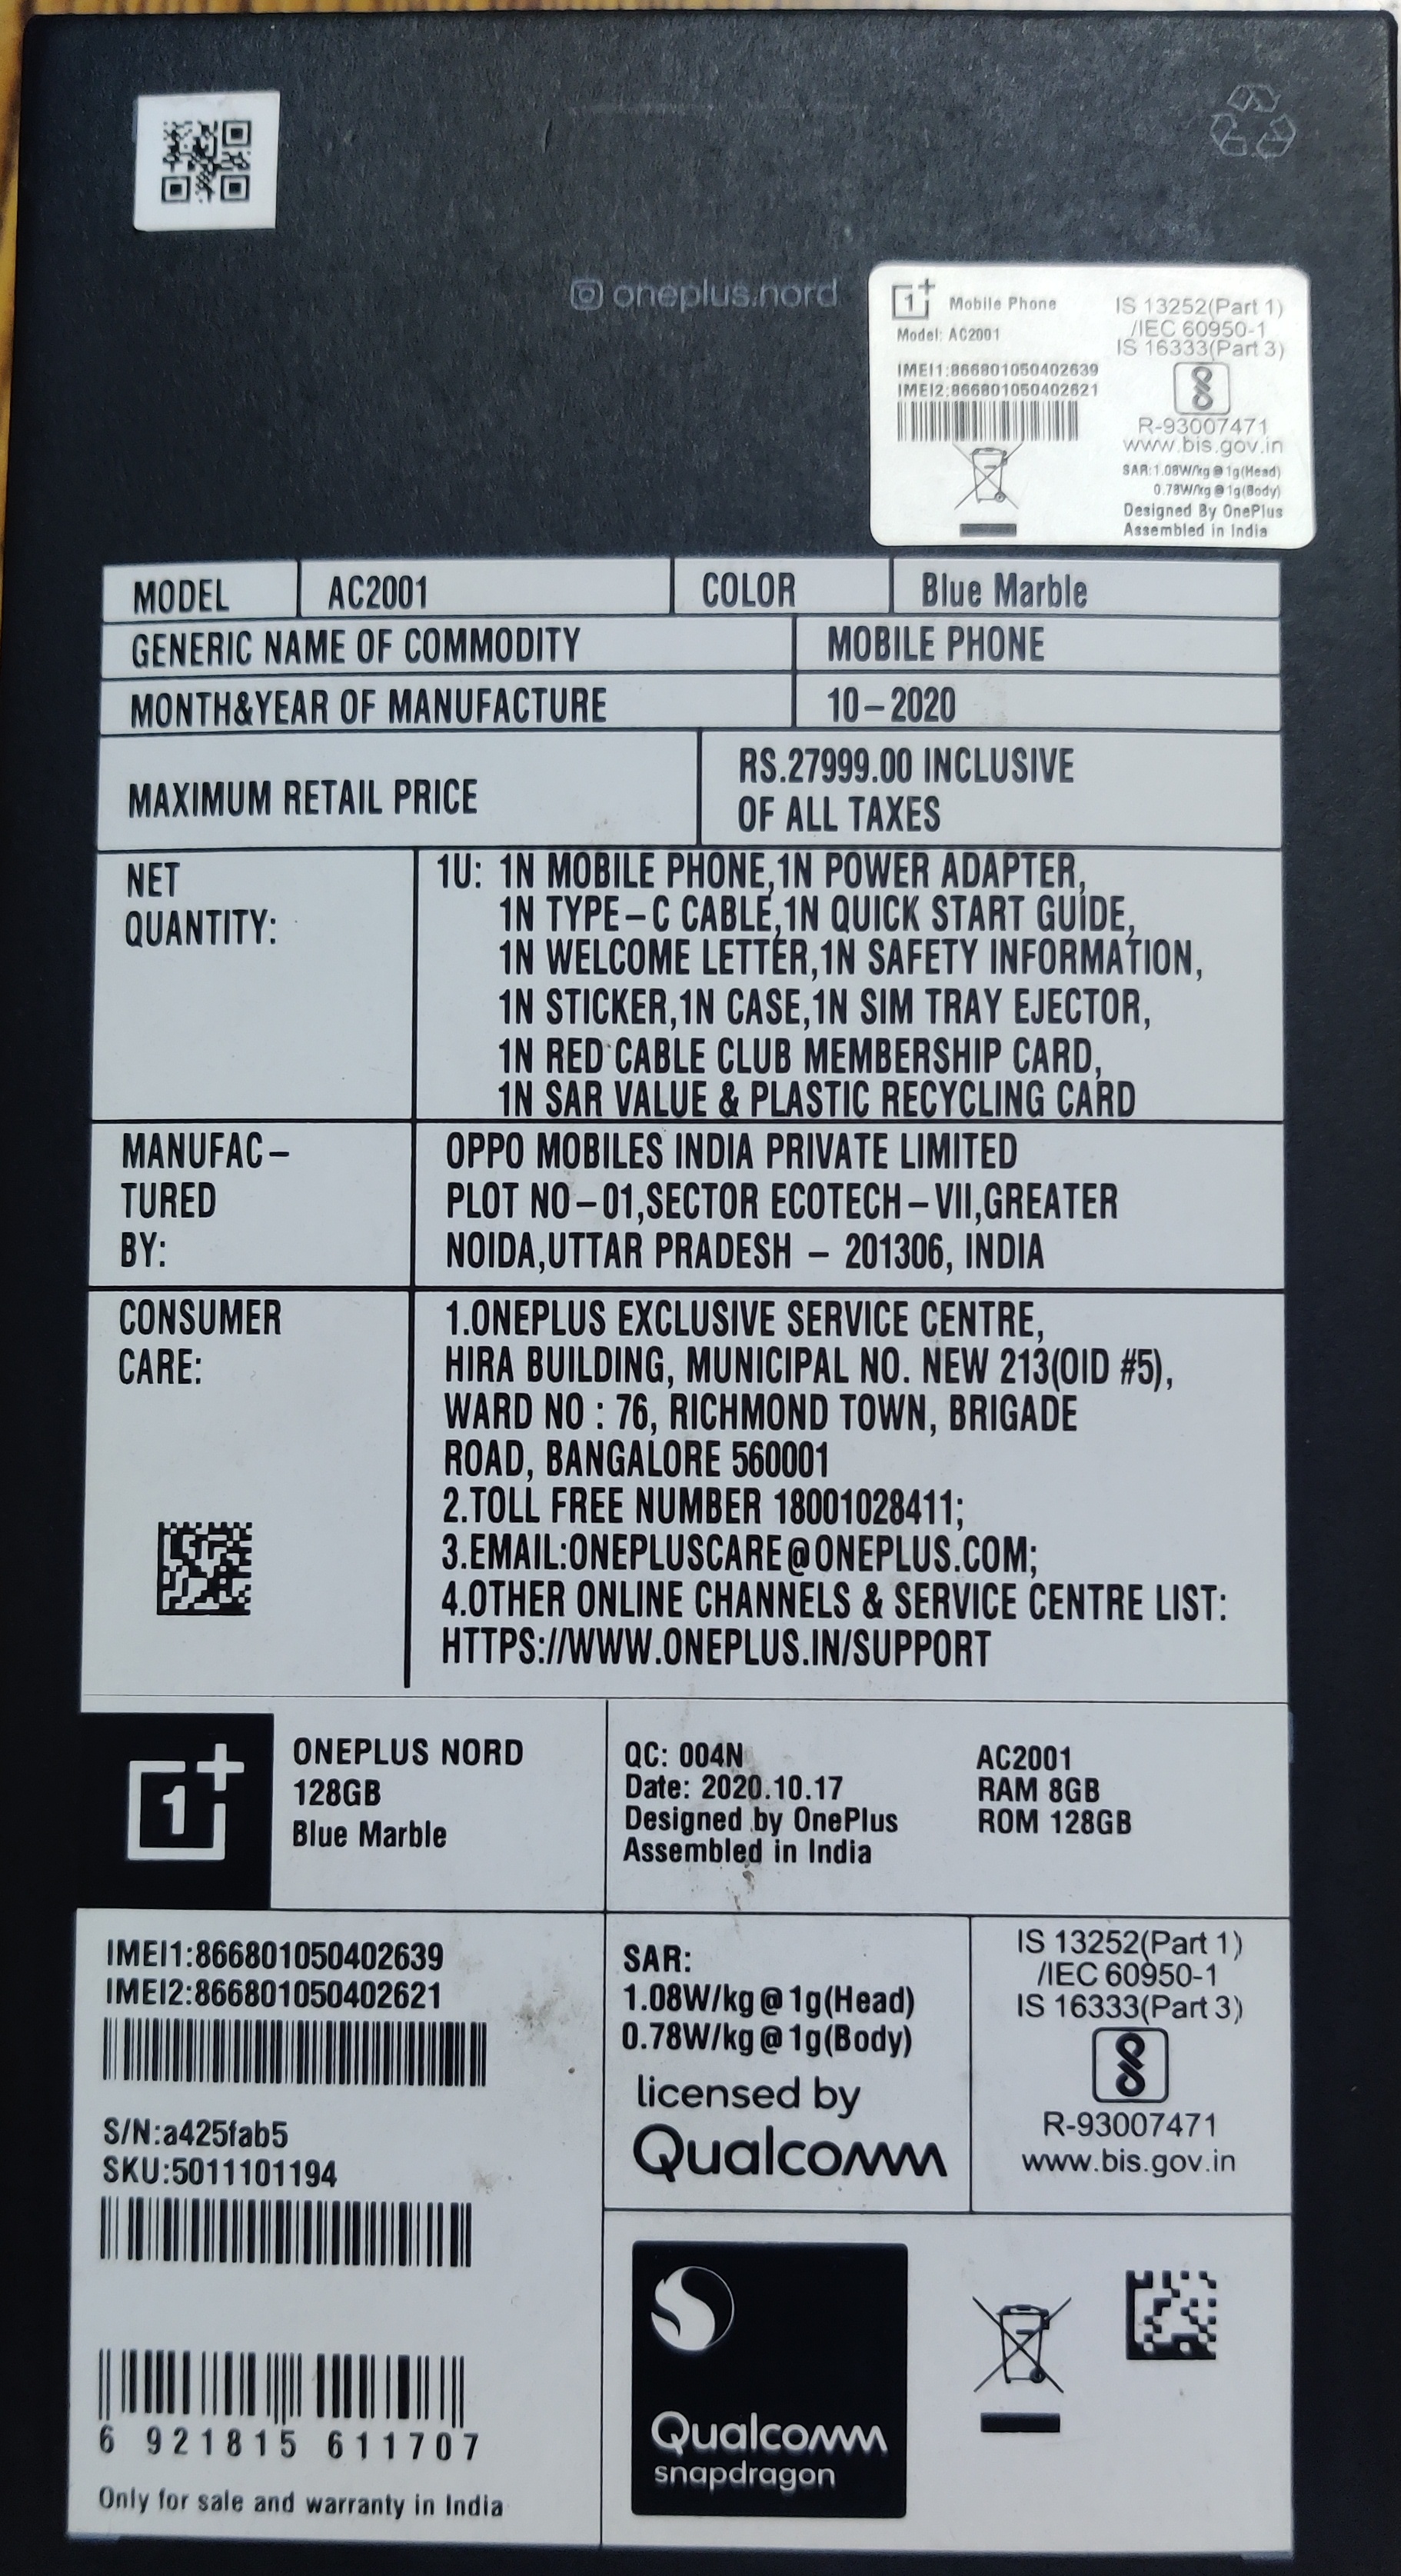 oneplus.nord
1+ Mobile Phone
Model: AC2001
IMEI1:866801050402639
IMEI2:866801050402621
IS 13252(Part 1)
/IEC 60950-1
IS 16333(Part 3)
R-93007471
www.bis.gov.in
SAR:1.08W/kg@1g(Head)
0.78W/kg@1g(Body)
Designed By OnePlus
Assembled in India
MODEL AC2001 COLOR Blue Marble
GENERIC NAME OF COMMODITY MOBILE PHONE
MONTH&YEAR OF MANUFACTURE 10-2020
MAXIMUM RETAIL PRICE
RS.27999.00 INCLUSIVE
OF ALL TAXES
NET
QUANTITY:
1U: 1N MOBILE PHONE,1N POWER ADAPTER,
1N TYPE-C CABLE,1N QUICK START GUIDE,
1N WELCOME LETTER,1N SAFETY INFORMATION,
1N STICKER,1N CASE,1N SIM TRAY EJECTOR,
1N RED CABLE CLUB MEMBERSHIP CARD,
1N SAR VALUE & PLASTIC RECYCLING CARD
MANUFAC-
TURED
BY:
OPPO MOBILES INDIA PRIVATE LIMITED
PLOT NO-01,SECTOR ECOTECH-VII,GREATER
NOIDA,UTTAR PRADESH - 201306, INDIA
CONSUMER
CARE:
1.ONEPLUS EXCLUSIVE SERVICE CENTRE,
HIRA BUILDING, MUNICIPAL NO. NEW 213(OID #5),
WARD NO : 76, RICHMOND TOWN, BRIGADE
ROAD, BANGALORE 560001
2.TOLL FREE NUMBER 18001028411;
3.EMAIL:ONEPLUSCARE@ONEPLUS.COM;
4.OTHER ONLINE CHANNELS & SERVICE CENTRE LIST:
HTTPS://WWW.ONEPLUS.IN/SUPPORT
1+
ONEPLUS NORD
128GB
Blue Marble
QC: 004N
Date: 2020.10.17
Designed by OnePlus
Assembled in India
AC2001
RAM 8GB
ROM 128GB
IMEI1:866801050402639
IMEI2:866801050402621
S/N:a425fab5
SKU:5011101194
6 921815 611707
Only for sale and warranty in India
SAR:
1.08W/kg@1g(Head)
0.78W/kg@1g(Body)
licensed by
Qualcomm
IS 13252(Part 1)
/IEC 60950-1
IS 16333(Part 3)
R-93007471
www.bis.gov.in
Qualcomm
snapdragon